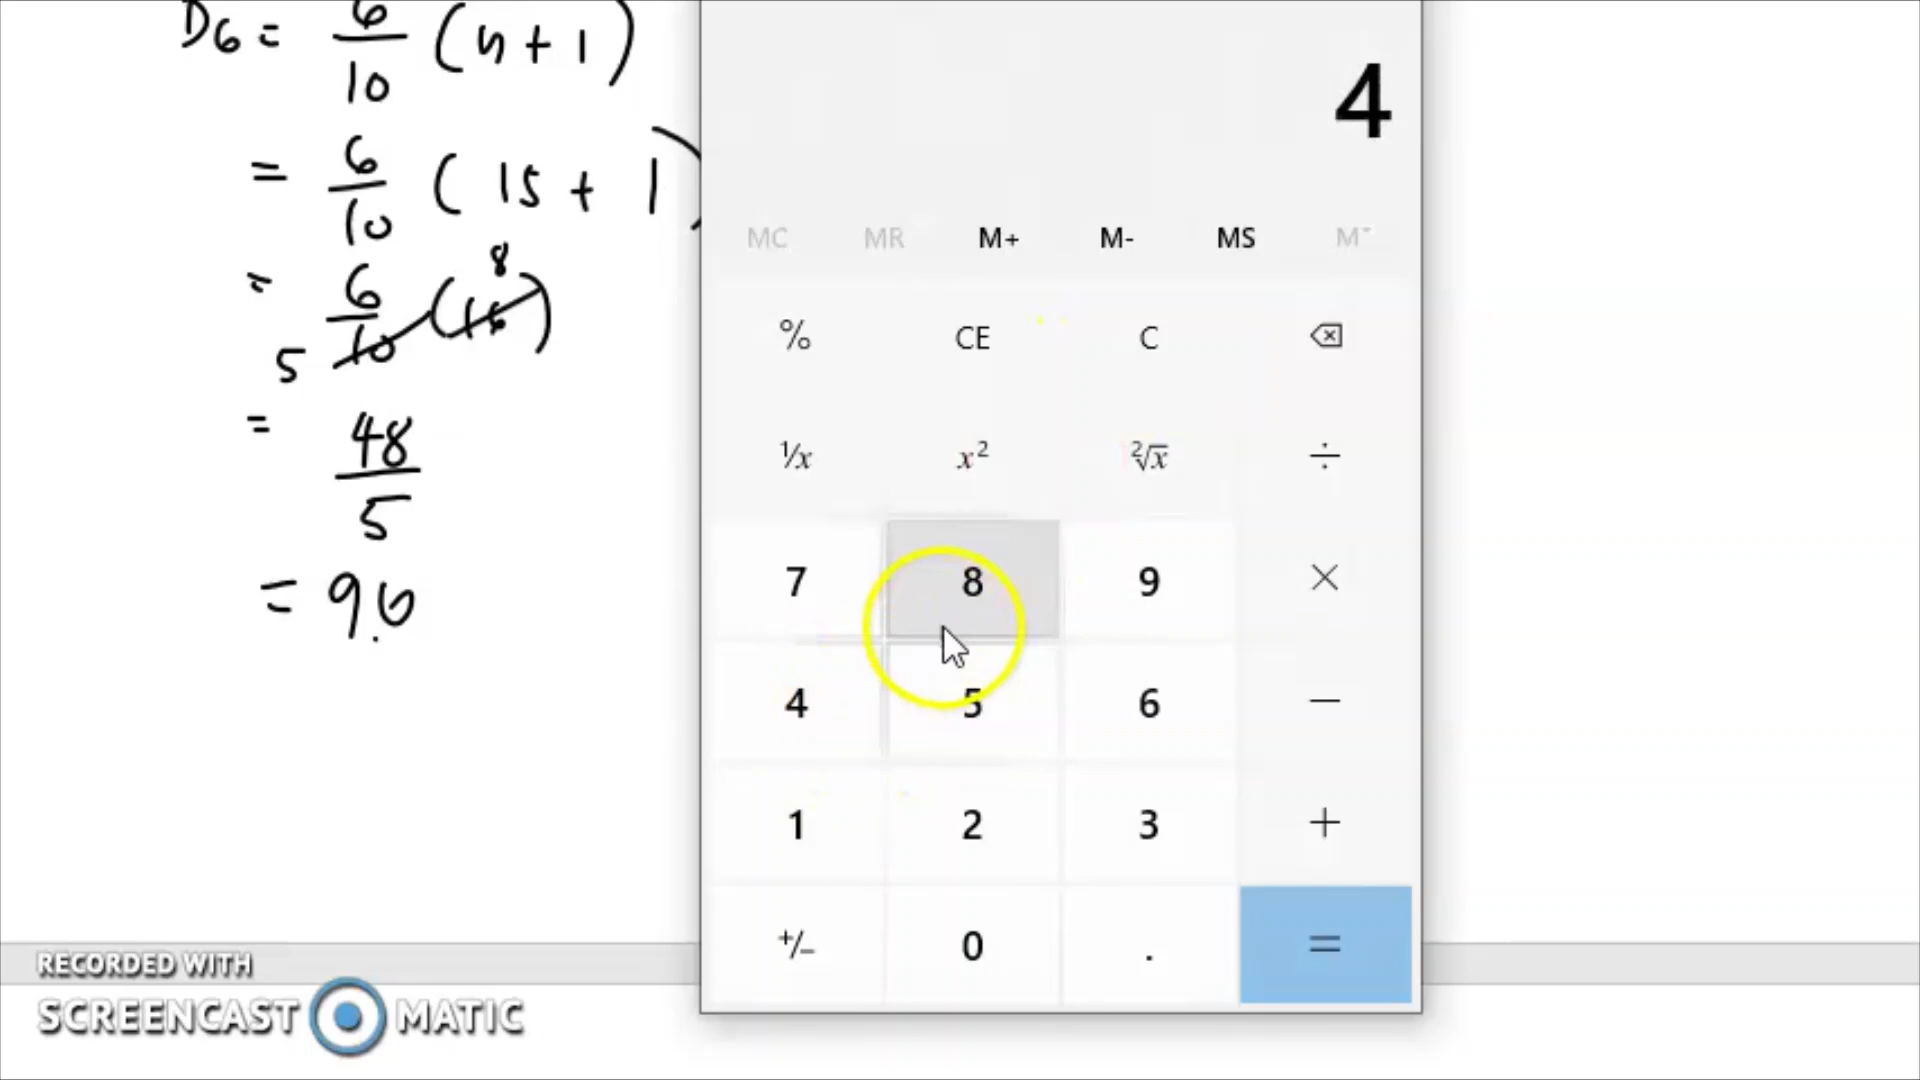 D6 = 6/10 (n + 1)
= 6/10 (15 + 1)
= 6/10 (16) 5 8
= 48/5
= 9.6
4
MC MR M+ M- MS M˅
% CE C ⌫
1/x x² ²√x ÷
7 8 9 ×
4 5 6 −
1 2 3 +
+/− 0 . =
RECORDED WITH
SCREENCAST MATIC